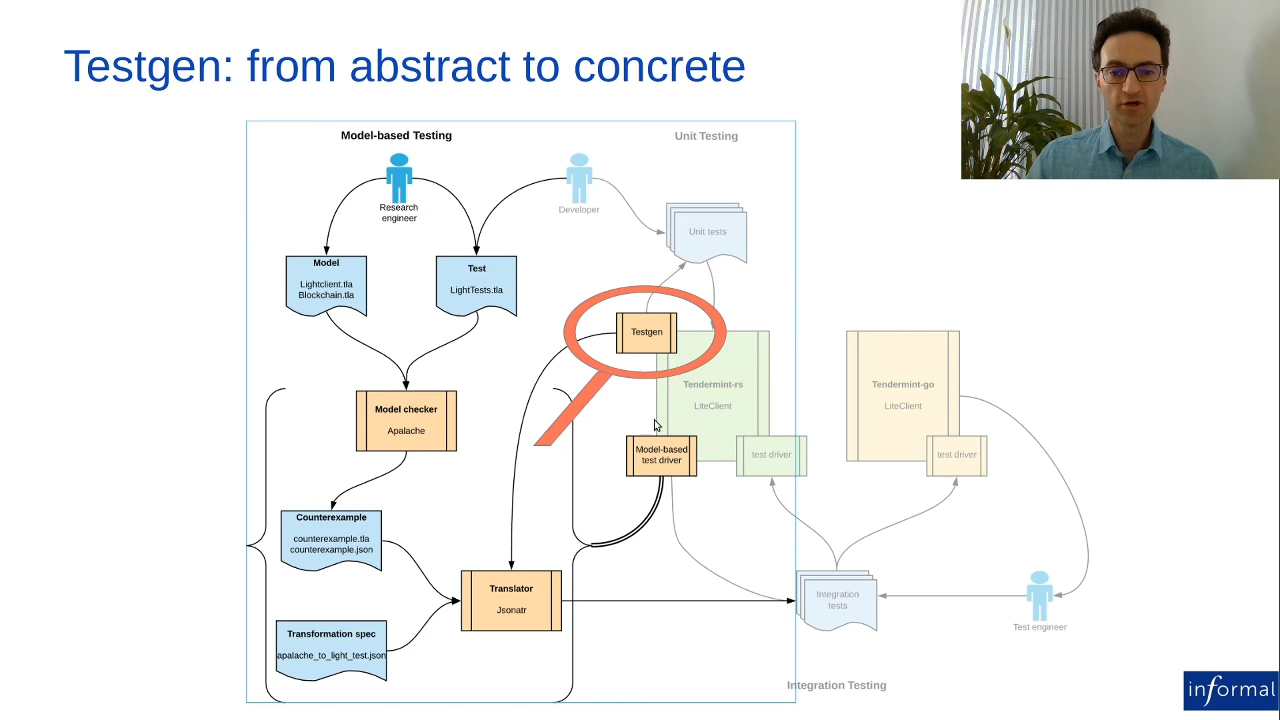 Testgen: from abstract to concrete
Model-based Testing
Unit Testing
Research
engineer
Developer
Unit tests
Model
Lightclient.tla
Blockchain.tla
Test
LightTests.tla
Testgen
Tendermint-rs
LiteClient
Tendermint-go
LiteClient
Model checker
Apalache
Model-based
test driver
test driver
test driver
Counterexample
counterexample.tla
counterexample.json
Translator
Jsonatr
Integration
tests
Test engineer
Transformation spec
apalache_to_light_test.json
Integration Testing
informal